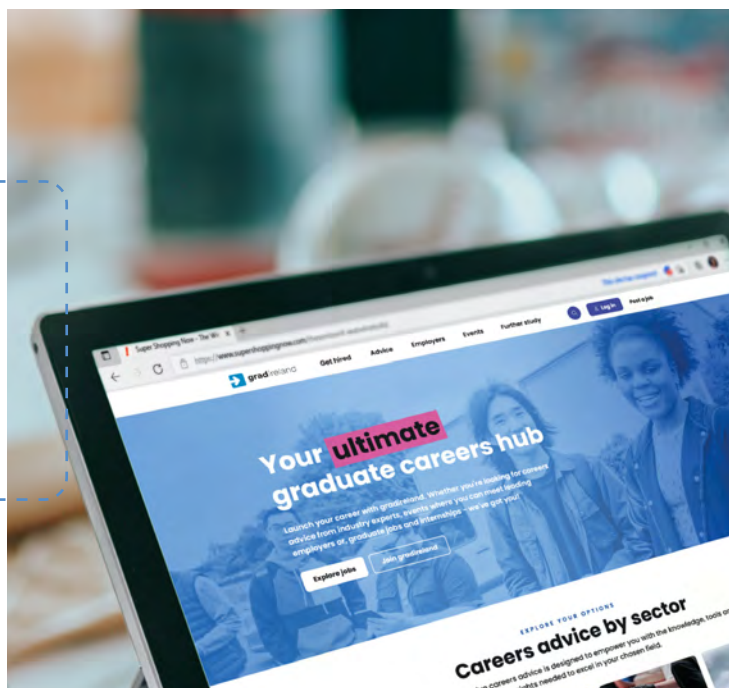 Super Shopping Now - The Wi
https://www.supershoppingnow.com/
gradireland
Get hired
Advice
Employers
Events
Further study
Log in
Post a job
Your ultimate
graduate careers hub
Launch your career with gradireland. Whether you're looking for careers
advice from industry experts, events where you can meet leading
employers or, graduate jobs and internships – we've got you!
Explore jobs
Join gradireland
EXPLORE YOUR OPTIONS
Careers advice by sector
careers advice is designed to empower you with the knowledge, tools
needed to excel in your chosen field.